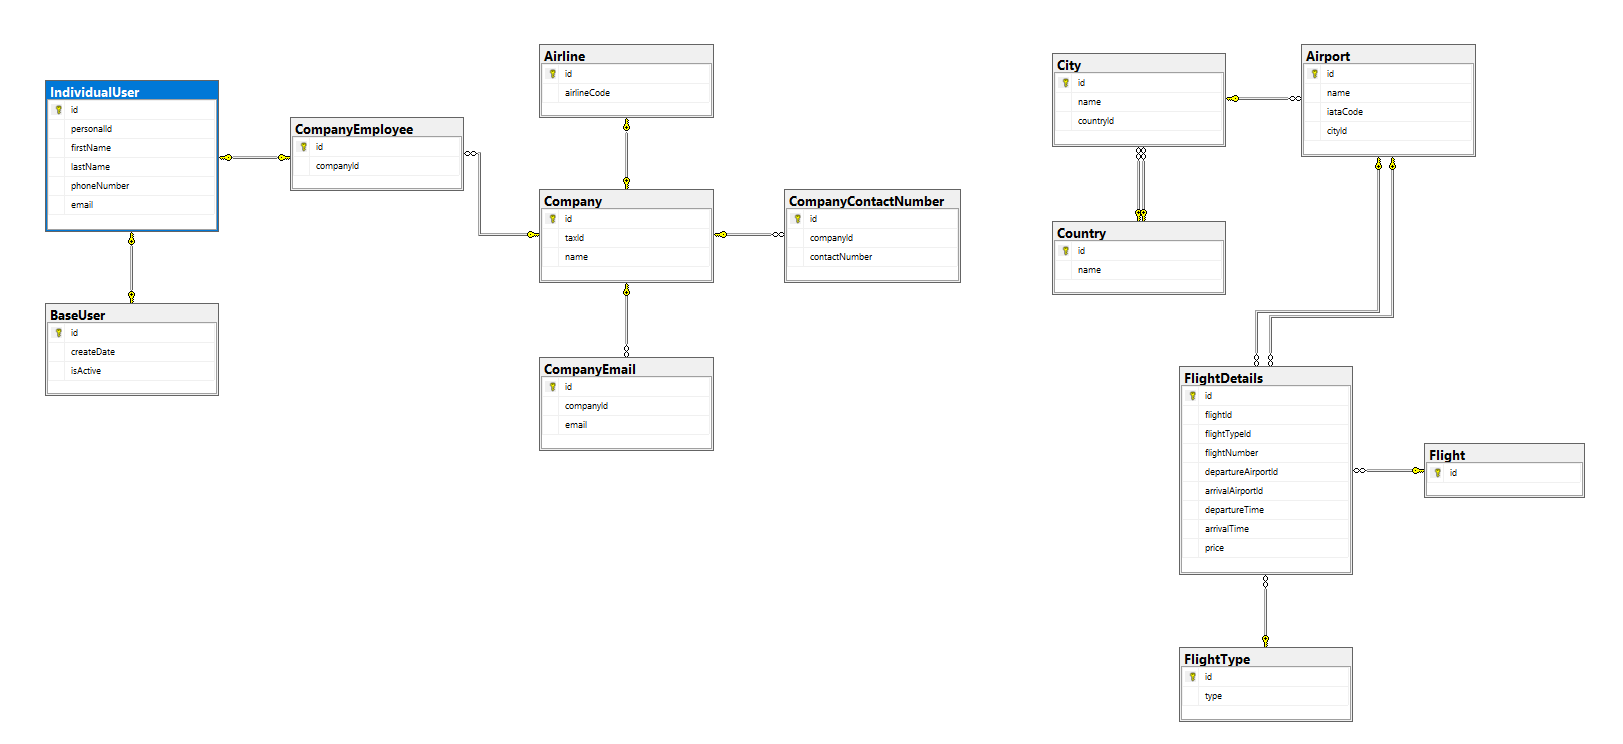 IndividualUser
id
personalId
firstName
lastName
phoneNumber
email
BaseUser
id
createDate
isActive
CompanyEmployee
id
companyId
Airline
id
airlineCode
Company
id
taxId
name
CompanyEmail
id
companyId
email
CompanyContactNumber
id
companyId
contactNumber
City
id
name
countryId
Country
id
name
Airport
id
name
iataCode
cityId
FlightDetails
id
flightId
flightTypeId
flightNumber
departureAirportId
arrivalAirportId
departureTime
arrivalTime
price
Flight
id
FlightType
id
type